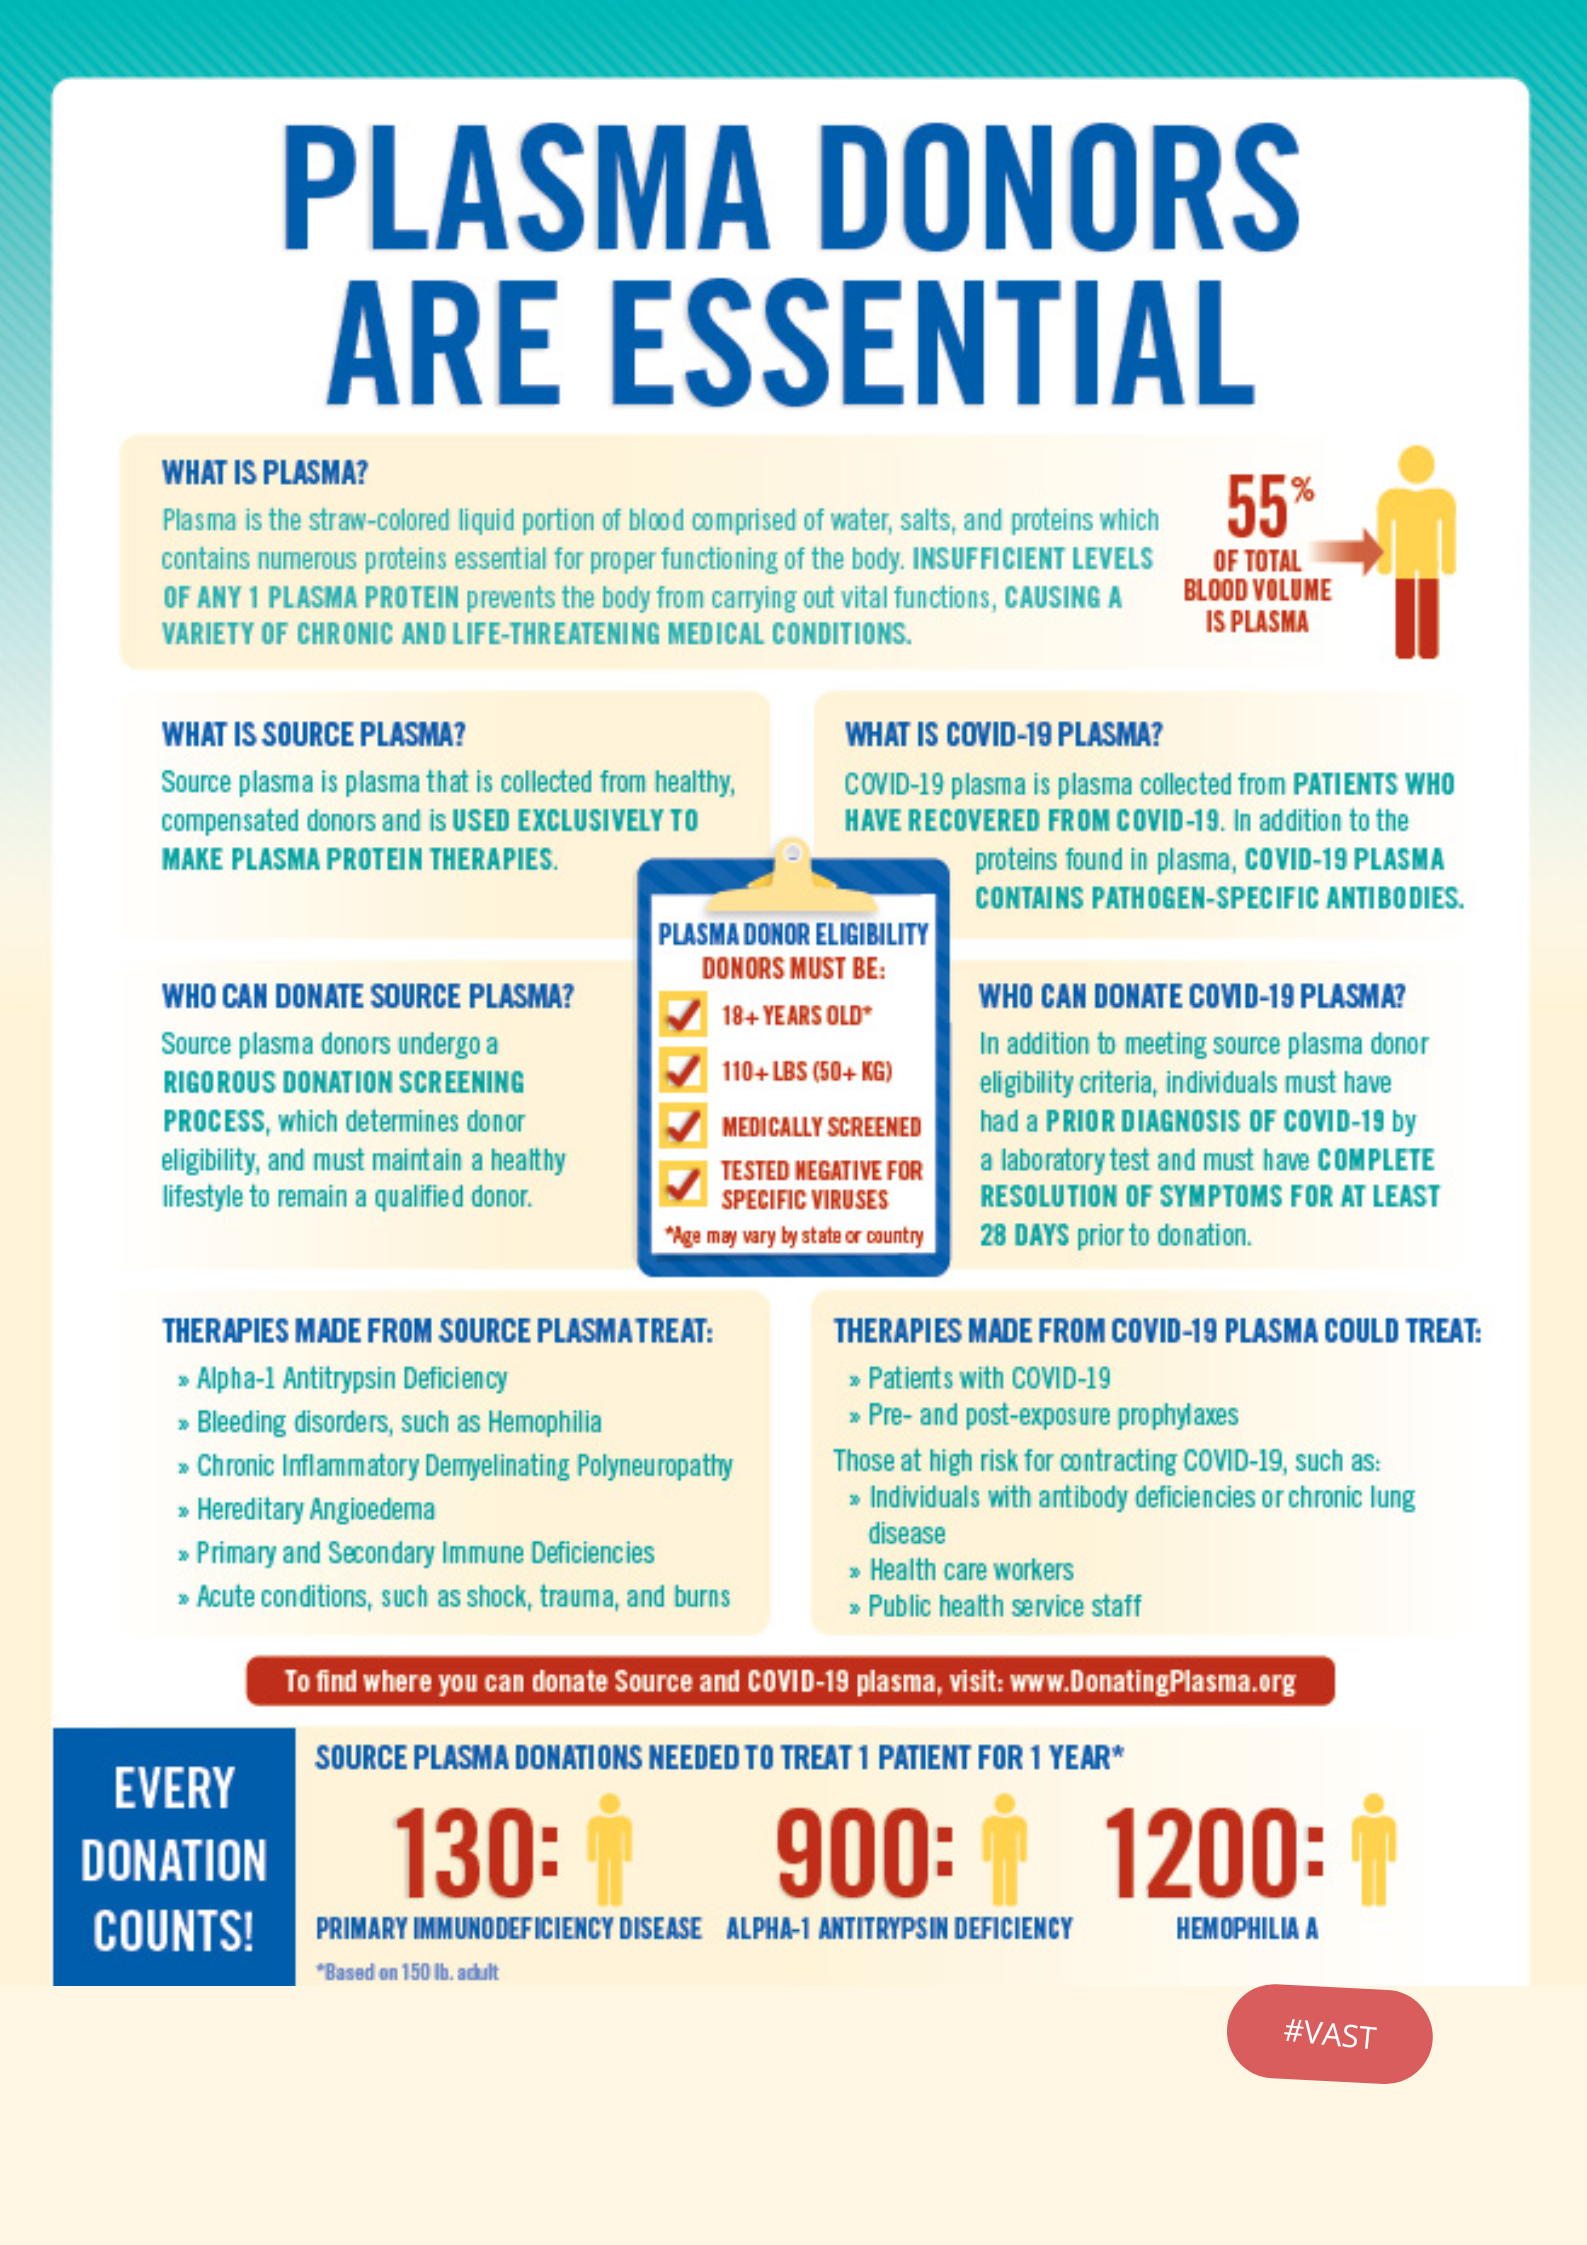 PLASMA DONORS
ARE ESSENTIAL
WHAT IS PLASMA?
Plasma is the straw-colored liquid portion of blood comprised of water, salts, and proteins which
contains numerous proteins essential for proper functioning of the body. INSUFFICIENT LEVELS
OF ANY 1 PLASMA PROTEIN prevents the body from carrying out vital functions, CAUSING A
VARIETY OF CHRONIC AND LIFE-THREATENING MEDICAL CONDITIONS.
55%
OF TOTAL
BLOOD VOLUME
IS PLASMA
WHAT IS SOURCE PLASMA?
Source plasma is plasma that is collected from healthy,
compensated donors and is USED EXCLUSIVELY TO
MAKE PLASMA PROTEIN THERAPIES.
WHAT IS COVID-19 PLASMA?
COVID-19 plasma is plasma collected from PATIENTS WHO
HAVE RECOVERED FROM COVID-19. In addition to the
proteins found in plasma, COVID-19 PLASMA
CONTAINS PATHOGEN-SPECIFIC ANTIBODIES.
PLASMA DONOR ELIGIBILITY
DONORS MUST BE:
18+ YEARS OLD*
110+ LBS (50+ KG)
MEDICALLY SCREENED
TESTED NEGATIVE FOR
SPECIFIC VIRUSES
*Age may vary by state or country
WHO CAN DONATE SOURCE PLASMA?
Source plasma donors undergo a
RIGOROUS DONATION SCREENING
PROCESS, which determines donor
eligibility, and must maintain a healthy
lifestyle to remain a qualified donor.
WHO CAN DONATE COVID-19 PLASMA?
In addition to meeting source plasma donor
eligibility criteria, individuals must have
had a PRIOR DIAGNOSIS OF COVID-19 by
a laboratory test and must have COMPLETE
RESOLUTION OF SYMPTOMS FOR AT LEAST
28 DAYS prior to donation.
THERAPIES MADE FROM SOURCE PLASMA TREAT:
» Alpha-1 Antitrypsin Deficiency
» Bleeding disorders, such as Hemophilia
» Chronic Inflammatory Demyelinating Polyneuropathy
» Hereditary Angioedema
» Primary and Secondary Immune Deficiencies
» Acute conditions, such as shock, trauma, and burns
THERAPIES MADE FROM COVID-19 PLASMA COULD TREAT:
» Patients with COVID-19
» Pre- and post-exposure prophylaxes
Those at high risk for contracting COVID-19, such as:
» Individuals with antibody deficiencies or chronic lung
disease
» Health care workers
» Public health service staff
To find where you can donate Source and COVID-19 plasma, visit: www.DonatingPlasma.org
EVERY
DONATION
COUNTS!
SOURCE PLASMA DONATIONS NEEDED TO TREAT 1 PATIENT FOR 1 YEAR*
130:
PRIMARY IMMUNODEFICIENCY DISEASE
900:
ALPHA-1 ANTITRYPSIN DEFICIENCY
1200:
HEMOPHILIA A
*Based on 150 lb. adult
#VAST